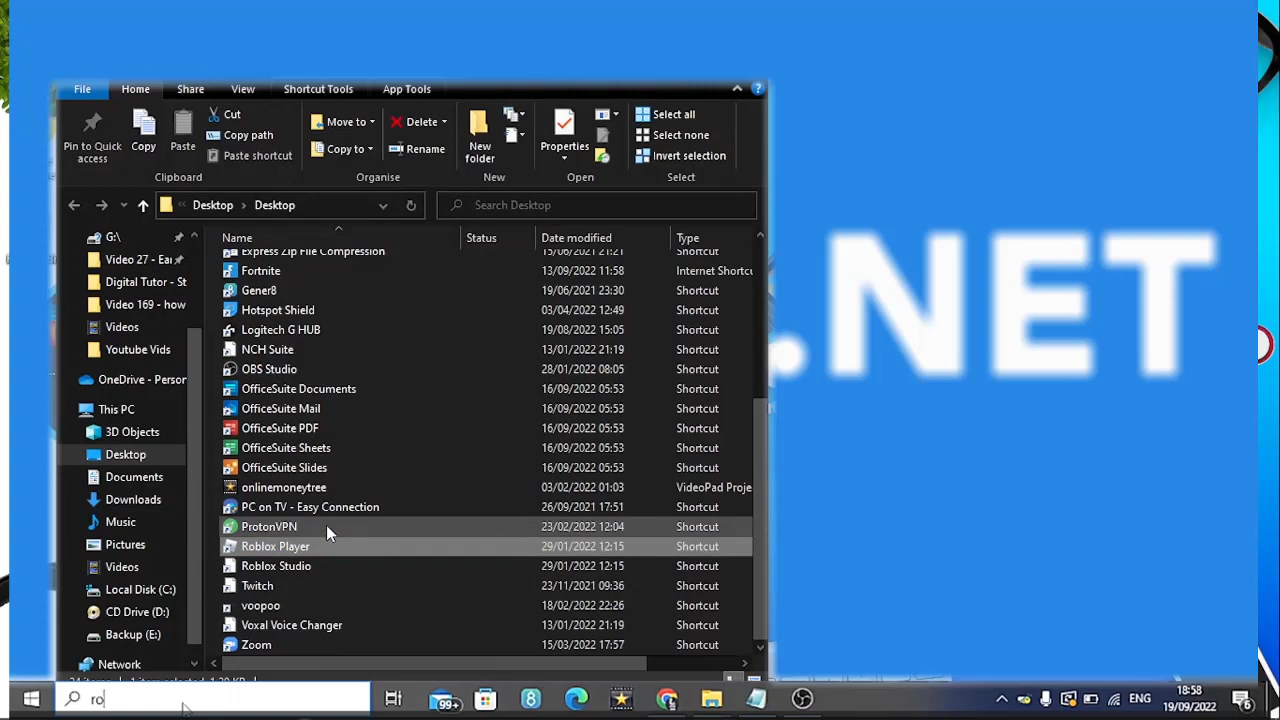 .NET
File Home Share View Shortcut Tools App Tools
Pin to Quick access
Copy
Paste
Cut
Copy path
Paste shortcut
Clipboard
Move to
Copy to
Delete
Rename
Organise
New folder
New
Properties
Open
Select all
Select none
Invert selection
Select
Desktop > Desktop
Search Desktop
Name Status Date modified Type
G:\
Video 27 - Ear
Digital Tutor - St
Video 169 - how
Videos
Youtube Vids
OneDrive - Person
This PC
3D Objects
Desktop
Documents
Downloads
Music
Pictures
Videos
Local Disk (C:)
CD Drive (D:)
Backup (E:)
Network
Express Zip File Compression 15/06/2021 21:21 Shortcut
Fortnite 13/09/2022 11:58 Internet Shortcu
Gener8 19/06/2021 23:30 Shortcut
Hotspot Shield 03/04/2022 12:49 Shortcut
Logitech G HUB 19/08/2022 15:05 Shortcut
NCH Suite 13/01/2022 21:19 Shortcut
OBS Studio 28/01/2022 08:05 Shortcut
OfficeSuite Documents 16/09/2022 05:53 Shortcut
OfficeSuite Mail 16/09/2022 05:53 Shortcut
OfficeSuite PDF 16/09/2022 05:53 Shortcut
OfficeSuite Sheets 16/09/2022 05:53 Shortcut
OfficeSuite Slides 16/09/2022 05:53 Shortcut
onlinemoneytree 03/02/2022 01:03 VideoPad Proje
PC on TV - Easy Connection 26/09/2021 17:51 Shortcut
ProtonVPN 23/02/2022 12:04 Shortcut
Roblox Player 29/01/2022 12:15 Shortcut
Roblox Studio 29/01/2022 12:15 Shortcut
Twitch 23/11/2021 09:36 Shortcut
voopoo 18/02/2022 22:26 Shortcut
Voxal Voice Changer 13/01/2022 21:19 Shortcut
Zoom 15/03/2022 17:57 Shortcut
ro
99+
ENG
18:58
19/09/2022
6